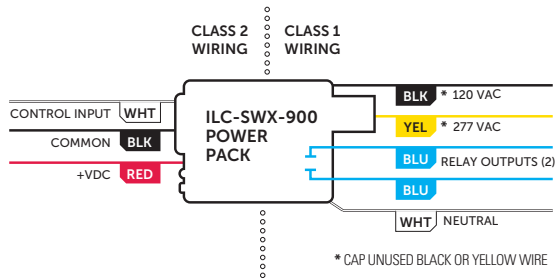 CLASS 2 WIRING
CLASS 1 WIRING
CONTROL INPUT WHT
COMMON BLK
+VDC RED
ILC-SWX-900
POWER
PACK
BLK * 120 VAC
YEL * 277 VAC
BLU RELAY OUTPUTS (2)
BLU
WHT NEUTRAL
* CAP UNUSED BLACK OR YELLOW WIRE